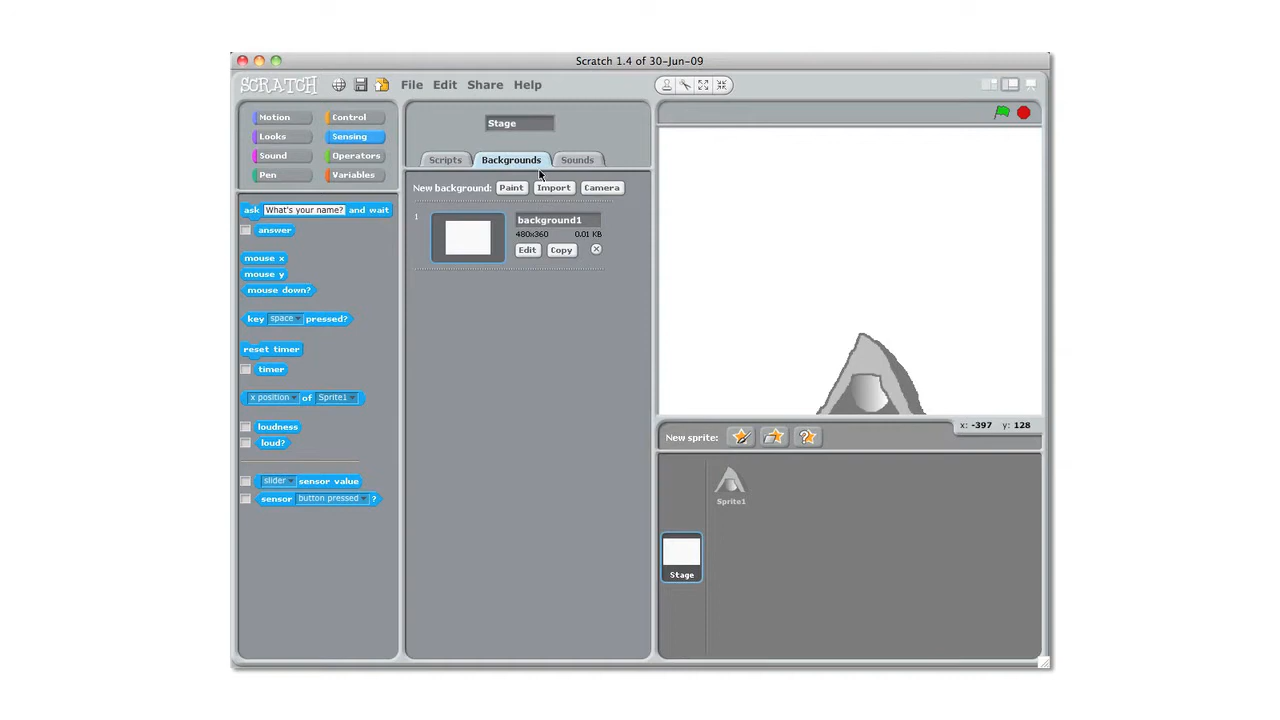 Scratch 1.4 of 30-Jun-09
SCRATCH File Edit Share Help
Motion Control
Looks Sensing
Sound Operators
Pen Variables
ask What's your name? and wait
answer
mouse x
mouse y
mouse down?
key space pressed?
reset timer
timer
x position of Sprite1
loudness
loud?
slider sensor value
sensor button pressed ?
Stage
Scripts Backgrounds Sounds
New background: Paint Import Camera
1
background1
480x360 0.01 KB
Edit Copy
x: -397 y: 128
New sprite:
Sprite1
Stage